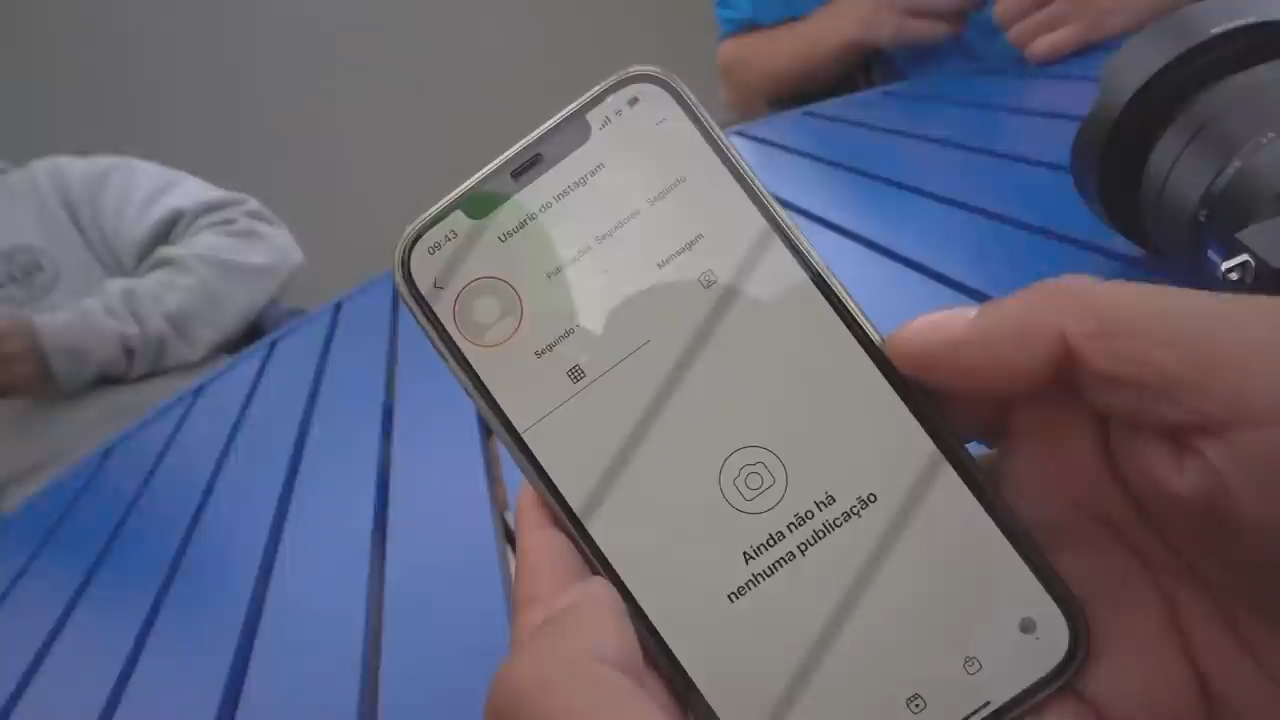 09:43
Usuário do Instagram
Publicações Seguidores Seguindo
Seguindo
Mensagem
Ainda não há
nenhuma publicação